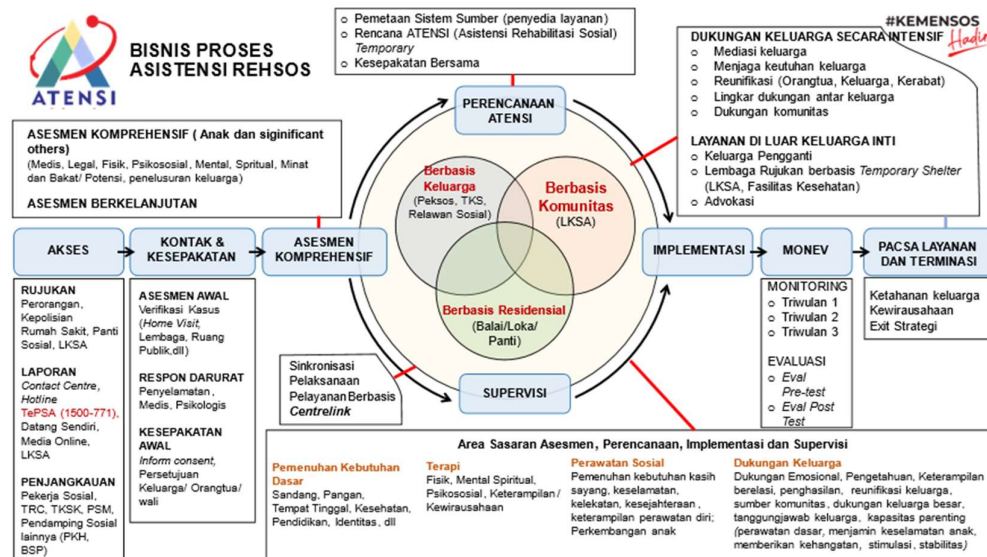 #KEMENSOS
Hadir
ATENSI
BISNIS PROSES
ASISTENSI REHSOS
o Pemetaan Sistem Sumber (penyedia layanan)
o Rencana ATENSI (Asistensi Rehabilitasi Sosial)
Temporary
o Kesepakatan Bersama
DUKUNGAN KELUARGA SECARA INTENSIF
o Mediasi keluarga
o Menjaga keutuhan keluarga
o Reunifikasi (Orangtua, Keluarga, Kerabat)
o Lingkar dukungan antar keluarga
o Dukungan komunitas
LAYANAN DI LUAR KELUARGA INTI
o Keluarga Pengganti
o Lembaga Rujukan berbasis Temporary Shelter
(LKSA, Fasilitas Kesehatan)
o Advokasi
ASESMEN KOMPREHENSIF ( Anak dan siginificant
others)
(Medis, Legal, Fisik, Psikososial, Mental, Spritual, Minat
dan Bakat/ Potensi, penelusuran keluarga)
ASESMEN BERKELANJUTAN
PERENCANAAN
ATENSI
Berbasis
Keluarga
(Peksos, TKS,
Relawan Sosial)
Berbasis
Komunitas
(LKSA)
Berbasis Residensial
(Balai/Loka/
Panti)
SUPERVISI
AKSES
KONTAK &
KESEPAKATAN
ASESMEN
KOMPREHENSIF
IMPLEMENTASI
MONEV
PACSA LAYANAN
DAN TERMINASI
RUJUKAN
Perorangan,
Kepolisian
Rumah Sakit, Panti
Sosial, LKSA
LAPORAN
Contact Centre,
Hotline
TePSA (1500-771),
Datang Sendiri,
Media Online,
LKSA
PENJANGKAUAN
Pekerja Sosial,
TRC, TKSK, PSM,
Pendamping Sosial
lainnya (PKH,
BSP)
ASESMEN AWAL
Verifikasi Kasus
(Home Visit,
Lembaga, Ruang
Publik,dll)
RESPON DARURAT
Penyelamatan,
Medis, Psikologis
KESEPAKATAN
AWAL
Inform consent,
Persetujuan
Keluarga/ Orangtua/
wali
Sinkronisasi
Pelaksanaan
Pelayanan Berbasis
Centrelink
MONITORING
o Triwulan 1
o Triwulan 2
o Triwulan 3
EVALUASI
o Eval
Pre-test
o Eval Post
Test
Ketahanan keluarga
Kewirausahaan
Exit Strategi
Area Sasaran Asesmen, Perencanaan, Implementasi dan Supervisi
Pemenuhan Kebutuhan
Dasar
Sandang, Pangan,
Tempat Tinggal, Kesehatan,
Pendidikan, Identitas, dll
Terapi
Fisik, Mental Spiritual,
Psikososial, Keterampilan /
Kewirausahaan
Perawatan Sosial
Pemenuhan kebutuhan kasih
sayang, keselamatan,
kelekatan, kesejahteraan,
keterampilan perawatan diri;
Perkembangan anak
Dukungan Keluarga
Dukungan Emosional, Pengetahuan, Keterampilan
berelasi, penghasilan, reunifikasi keluarga,
sumber komunitas, dukungan keluarga besar,
tanggungjawab keluarga, kapasitas parenting
(perawatan dasar, menjamin keselamatan anak,
memberikan kehangatan, stimulasi, stabilitas)